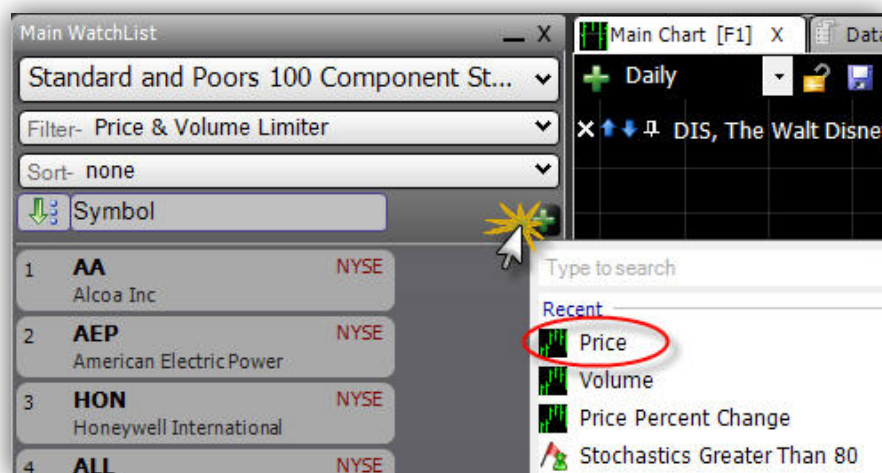 Main WatchList
Standard and Poors 100 Component St...
Filter- Price & Volume Limiter
Sort- none
Symbol
1 AA NYSE
Alcoa Inc
2 AEP NYSE
American Electric Power
3 HON NYSE
Honeywell International
4 ALL NYSE
Main Chart [F1] X Data
Daily
DIS, The Walt Disne
Type to search
Recent
Price
Volume
Price Percent Change
Stochastics Greater Than 80